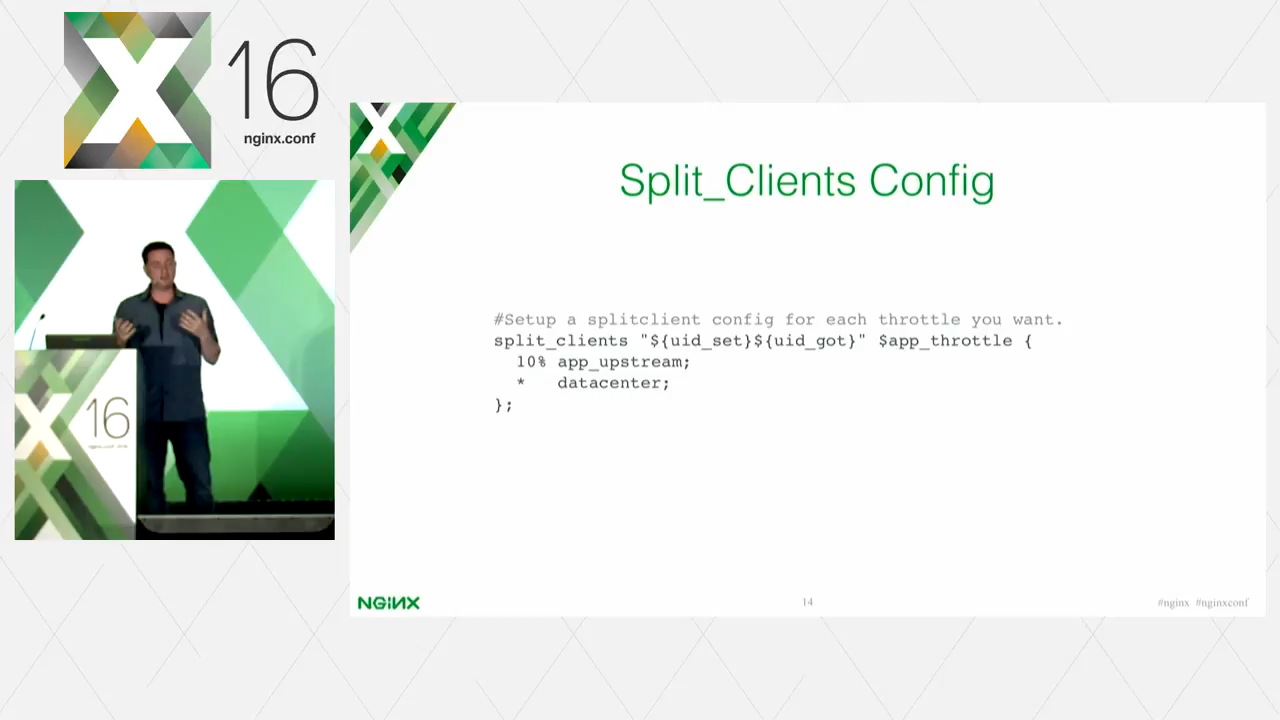 16
nginx.conf
Split_Clients Config
#Setup a splitclient config for each throttle you want.
split_clients "${uid_set}${uid_got}" $app_throttle {
10% app_upstream;
* datacenter;
};
16
NGINX
14
#nginx #nginxconf